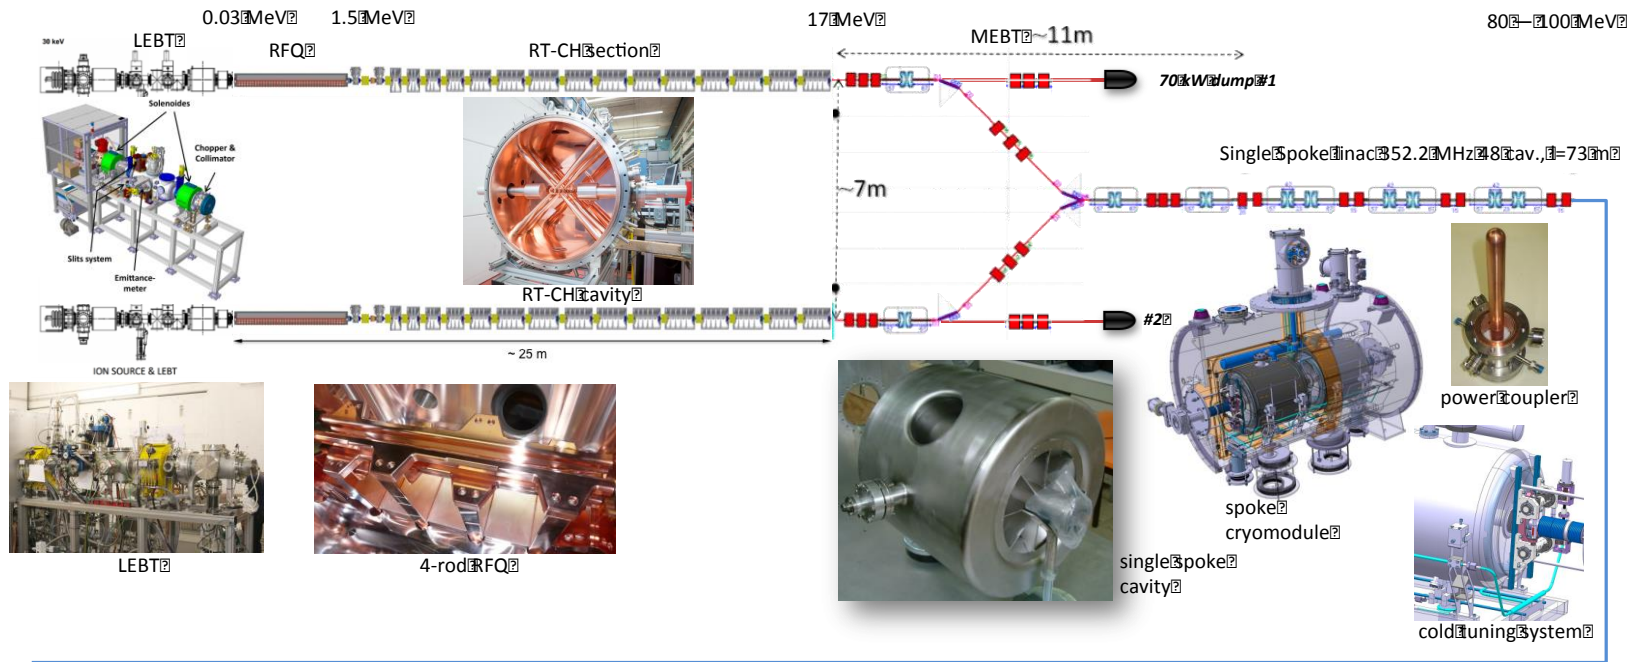 0.03 MeV
1.5 MeV
17 MeV
80 — 100 MeV
30 keV
LEBT
RFQ
RT-CH section
MEBT ~11m
70 kW dump #1
Solenoides
Chopper &
Collimator
Slits system
Emittance-
meter
~7m
Single Spoke linac 352.2 MHz 48 cav., l=73 m
RT-CH cavity
#2
~ 25 m
ION SOURCE & LEBT
LEBT
4-rod RFQ
single spoke
cavity
spoke
cryomodule
power coupler
cold tuning system